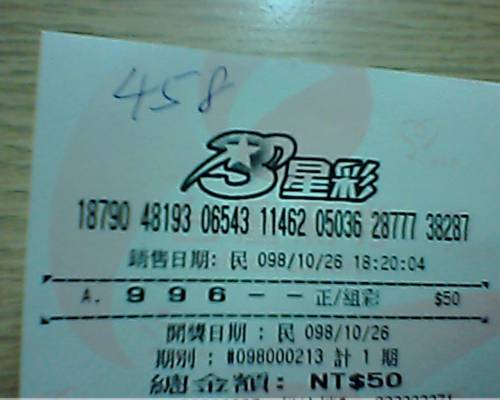 458
3星彩
18790 48193 06543 11462 05036 28777 38287
銷售日期: 民 098/10/26 18:20:04
A. 9 9 6 - - 正/組彩 $50
開獎日期 : 民 098/10/26
期別 : #098000213 計 1 期
總金額: NT$50